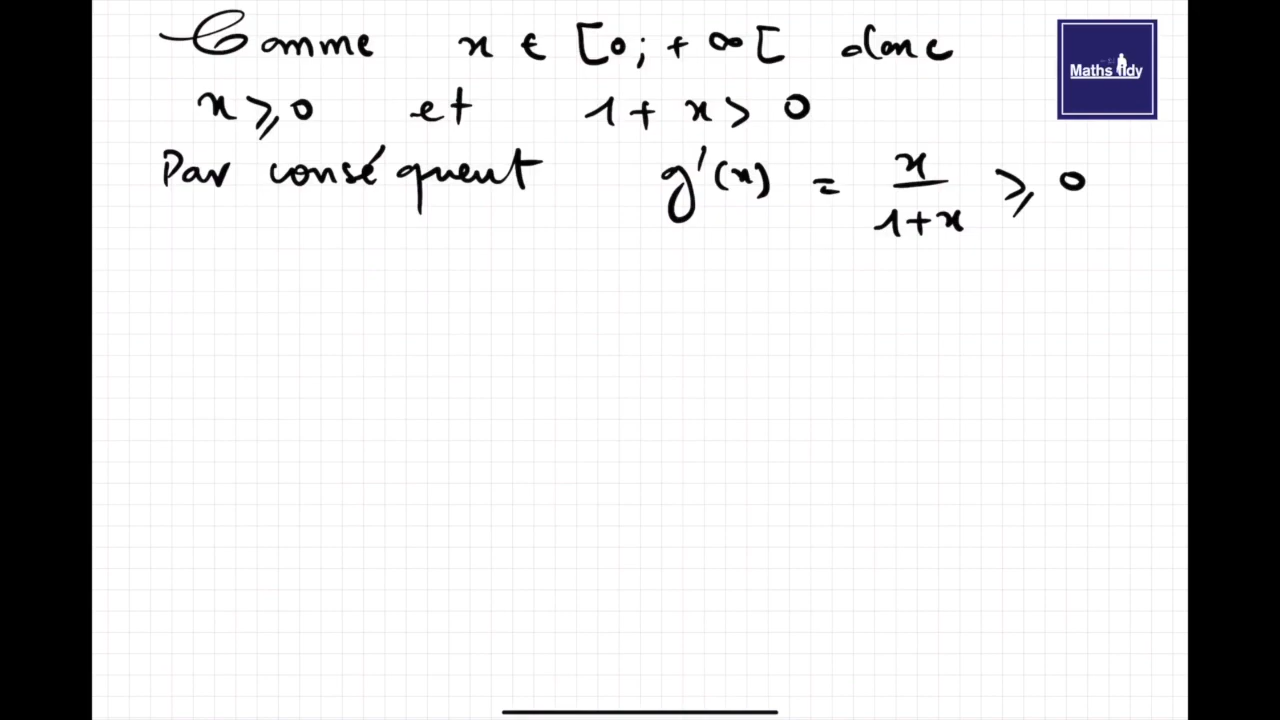 Comme x ∈ [0; +∞[ donc
x ⩾ 0 et 1 + x > 0
Par conséquent g'(x) = x/(1+x) ⩾ 0
Maths Tidy